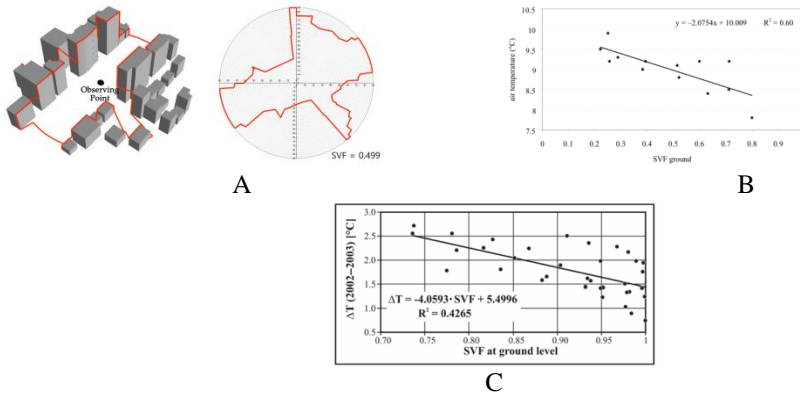 Observing
Point
SVF = 0.499
A
y = –2.0754x + 10.009 R² = 0.60
air temperature (°C)
10.5
10
9.5
9
8.5
8
7.5
0 0.1 0.2 0.3 0.4 0.5 0.6 0.7 0.8 0.9
SVF ground
B
ΔT (2002–2003) [°C]
3.0
2.5
2.0
1.5
1.0
0.5
ΔT = -4.0593· SVF + 5.4996
R² = 0.4265
0.70 0.75 0.80 0.85 0.90 0.95 1.00
SVF at ground level
C